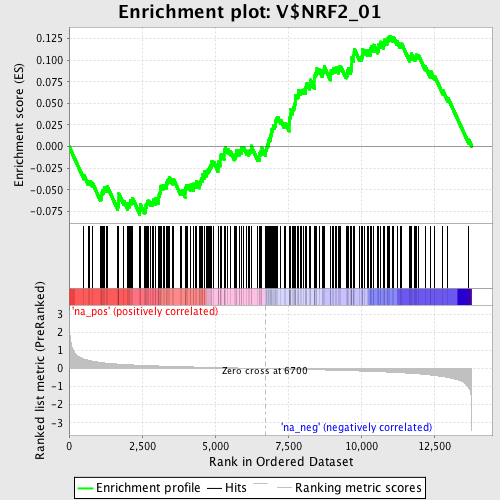 Enrichment plot: V$NRF2_01
Enrichment score (ES)
0.125
0.100
0.075
0.050
0.025
0.000
-0.025
-0.050
-0.075
'na_pos' (positively correlated)
Ranked list metric (PreRanked)
3
2
1
0
-1
-2
-3
Zero cross at 6700
'na_neg' (negatively correlated)
0
2,500
5,000
7,500
10,000
12,500
Rank in Ordered Dataset
Enrichment profile
Hits
Ranking metric scores